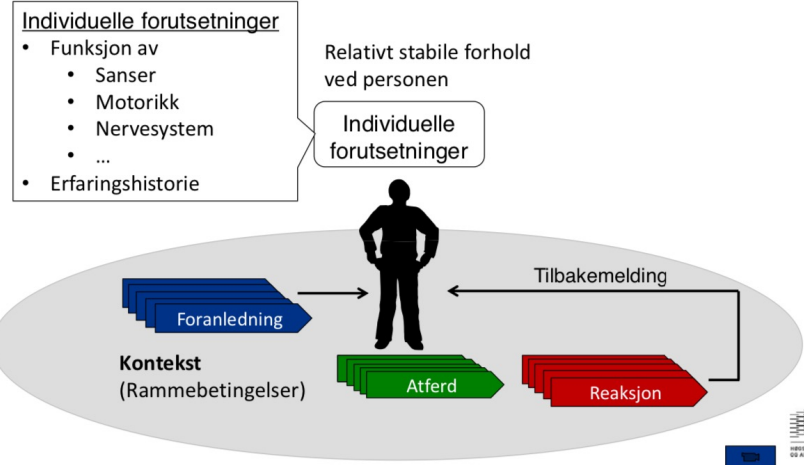 Individuelle forutsetninger
• Funksjon av
• Sanser
• Motorikk
• Nervesystem
• ...
• Erfaringshistorie
Relativt stabile forhold
ved personen
Individuelle
forutsetninger
Tilbakemelding
Foranledning
Kontekst
(Rammebetingelser)
Atferd
Reaksjon